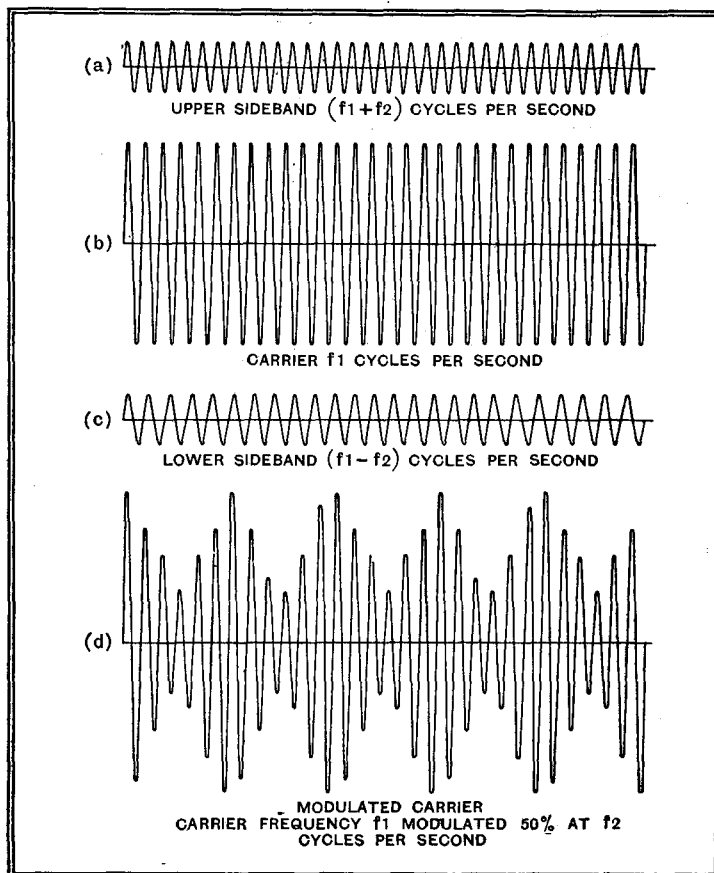 (a)
UPPER SIDEBAND (f1+f2) CYCLES PER SECOND
(b)
CARRIER f1 CYCLES PER SECOND
(c)
LOWER SIDEBAND (f1-f2) CYCLES PER SECOND
(d)
MODULATED CARRIER
CARRIER FREQUENCY f1 MODULATED 50% AT f2
CYCLES PER SECOND